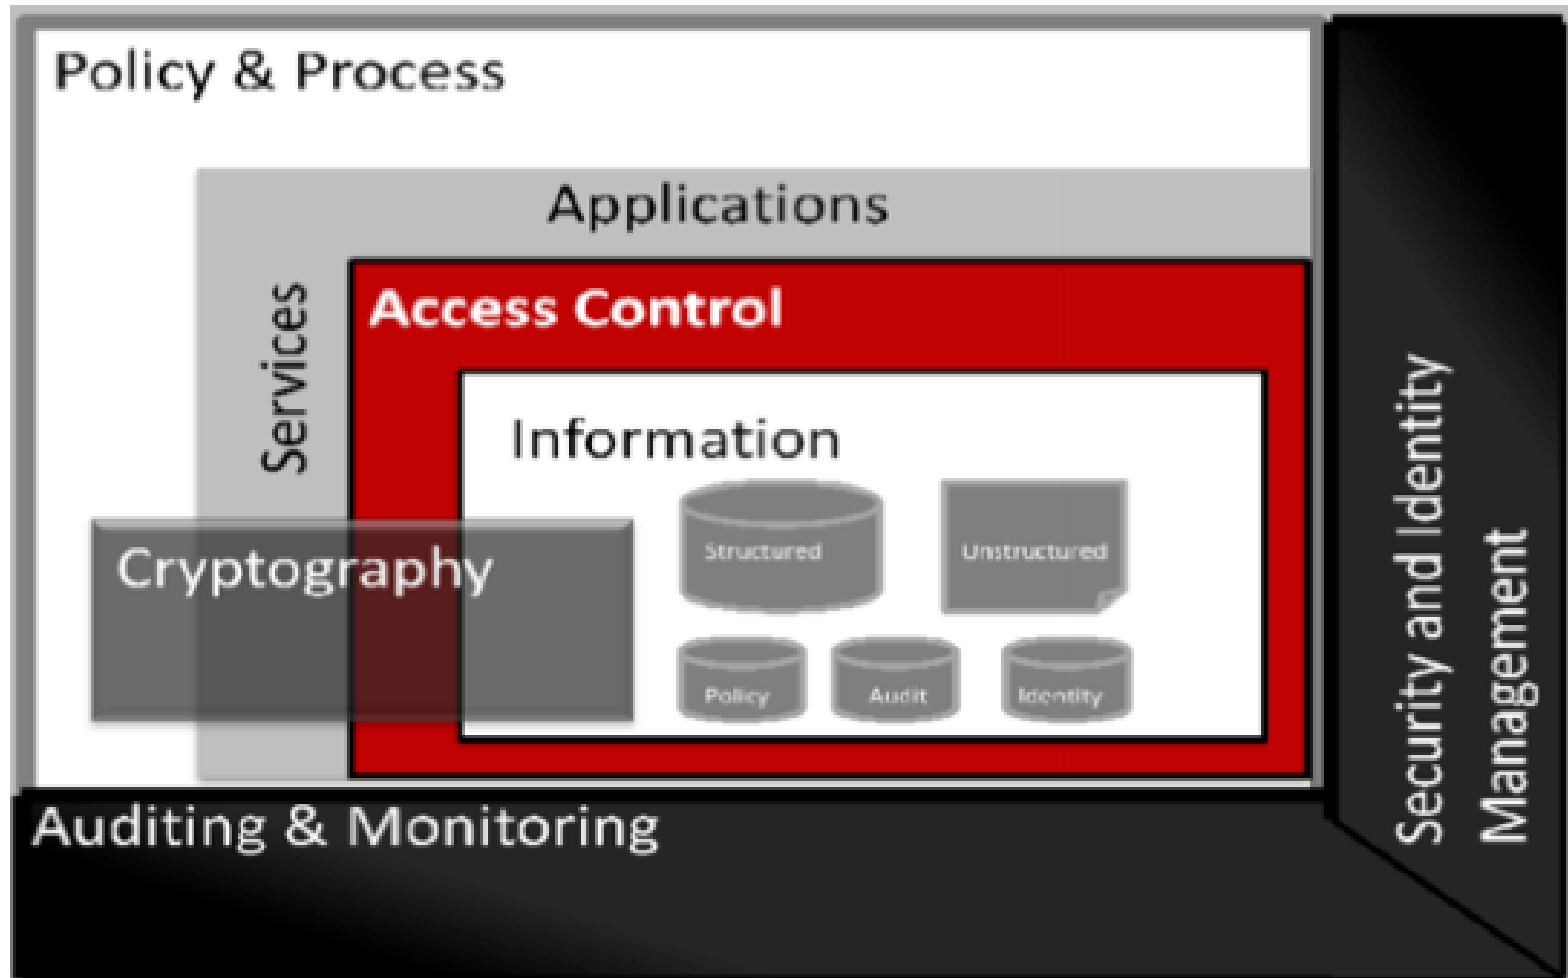 Policy & Process
Applications
Services
Access Control
Information
Structured
Unstructured
Cryptography
Policy
Audit
Identity
Security and Identity
Management
Auditing & Monitoring